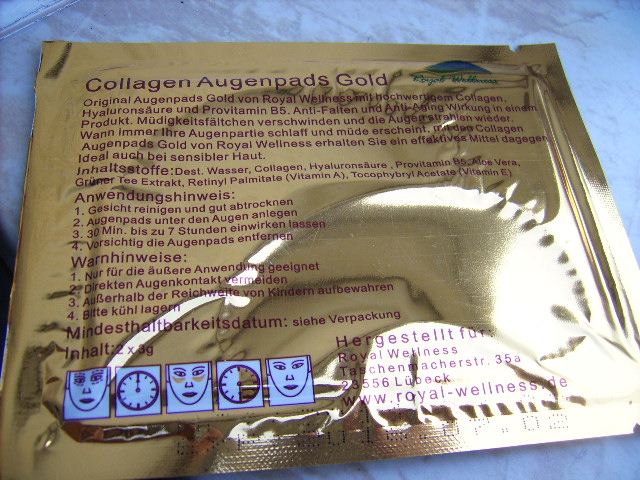 Royal Wellness
Collagen Augenpads Gold
Original Augenpads Gold von Royal Wellness mit hochwertigem Collagen,
Hyaluronsäure und Provitamin B5. Anti-Falten und Anti-Aging Wirkung in einem
Produkt. Müdigkeitsfältchen verschwinden und die Augen strahlen wieder.
Wann immer Ihre Augenpartie schlaff und müde erscheint, mit den Collagen
Augenpads Gold von Royal Wellness erhalten Sie ein effektives Mittel dagegen.
Ideal auch bei sensibler Haut.
Inhaltsstoffe: Dest. Wasser, Collagen, Hyaluronsäure , Provitamin B5, Aloe Vera,
Grüner Tee Extrakt, Retinyl Palmitate (Vitamin A), Tocophybryl Acetate (Vitamin E)
Anwendungshinweis:
1. Gesicht reinigen und gut abtrocknen
2. Augenpads unter den Augen anlegen
3. 30 Min. bis zu 7 Stunden einwirken lassen
4. Vorsichtig die Augenpads entfernen
Warnhinweise:
1. Nur für die äußere Anwendung geeignet
2. Direkten Augenkontakt vermeiden
3. Außerhalb der Reichweite von Kindern aufbewahren
4. Bitte kühl lagern
Mindesthaltbarkeitsdatum: siehe Verpackung
Inhalt: 2 x 3g
Hergestellt für:
Royal Wellness
Taschenmacherstr. 35a
23556 Lübeck
www.royal-wellness.de